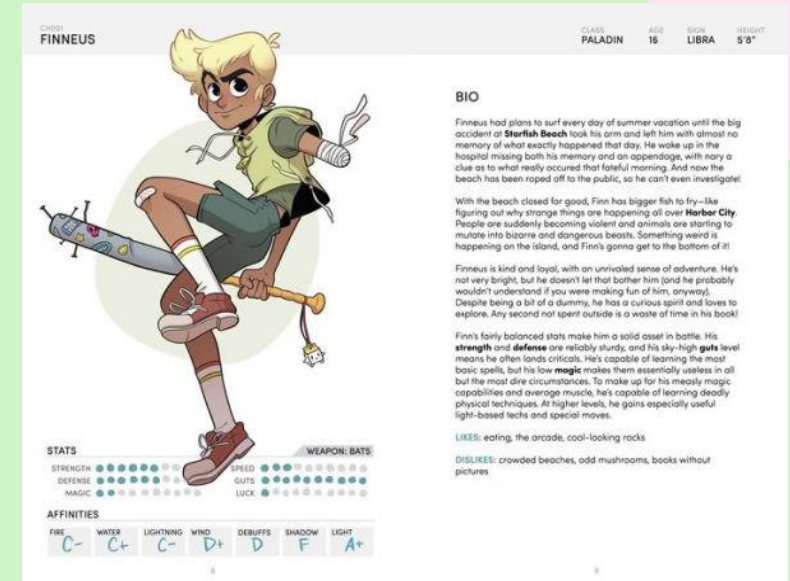 CH001
FINNEUS
CLASS
PALADIN
AGE
16
SIGN
LIBRA
HEIGHT
5'8"
BIO
Finneus had plans to surf every day of summer vacation until the big
accident at Starfish Beach took his arm and left him with almost no
memory of what exactly happened that day. He woke up in the
hospital missing both his memory and an appendage, with nary a
clue as to what really occured that fateful morning. And now the
beach has been roped off to the public, so he can't even investigate!
With the beach closed for good, Finn has bigger fish to fry—like
figuring out why strange things are happening all over Harbor City.
People are suddenly becoming violent and animals are starting to
mutate into bizarre and dangerous beasts. Something weird is
happening on the island, and Finn's gonna get to the bottom of it!
Finneus is kind and loyal, with an unrivaled sense of adventure. He's
not very bright, but he doesn't let that bother him (and he probably
wouldn't understand if you were making fun of him, anyway).
Despite being a bit of a dummy, he has a curious spirit and loves to
explore. Any second not spent outside is a waste of time in his book!
Finn's fairly balanced stats make him a solid asset in battle. His
strength and defense are reliably sturdy, and his sky-high guts level
means he often lands criticals. He's capable of learning the most
basic spells, but his low magic makes them essentially useless in all
but the most dire circumstances. To make up for his measly magic
capabilities and average muscle, he's capable of learning deadly
physical techniques. At higher levels, he gains especially useful
light-based techs and special moves.
LIKES: eating, the arcade, cool-looking rocks
DISLIKES: crowded beaches, odd mushrooms, books without
pictures
STATS
WEAPON: BATS
STRENGTH
SPEED
DEFENSE
GUTS
MAGIC
LUCK
AFFINITIES
FIRE
C-
WATER
C+
LIGHTNING
C-
WIND
D+
DEBUFFS
D
SHADOW
F
LIGHT
A+
8
9